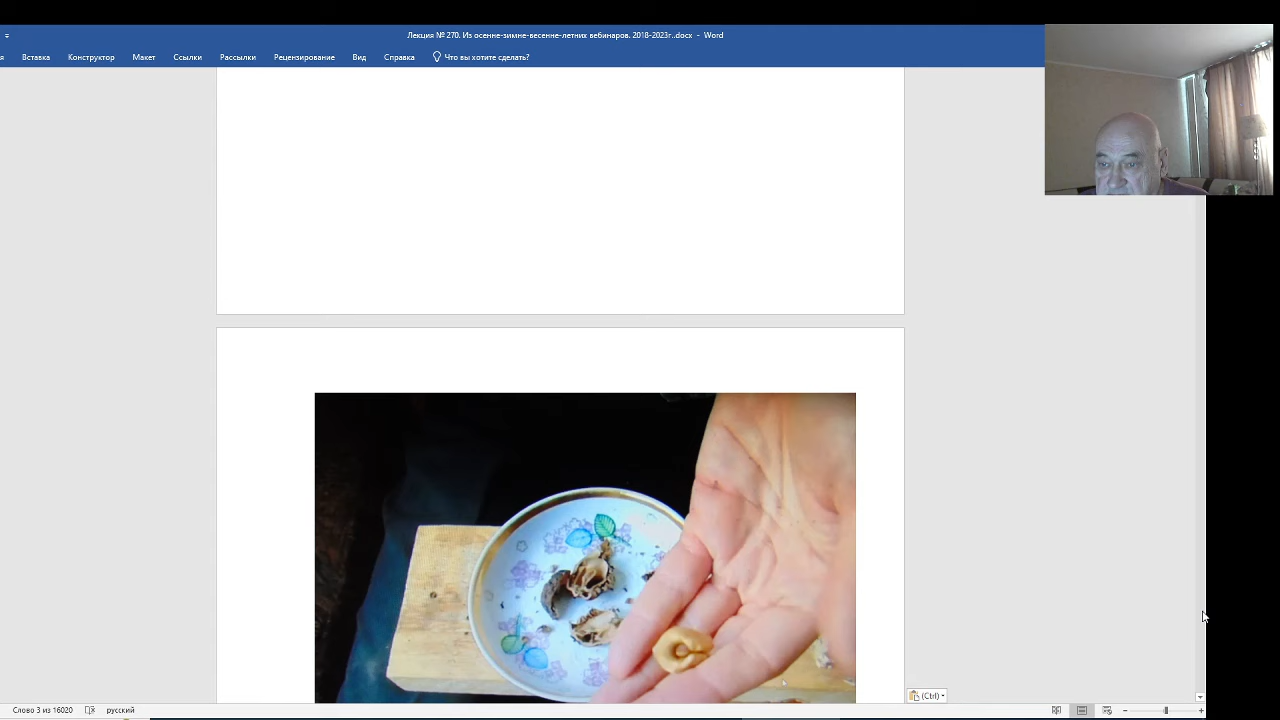 Лекция № 270. Из осенне-зимне-весенне-летних вебинаров. 2018-2023г..docx - Word
Вставка Конструктор Макет Ссылки Рассылки Рецензирование Вид Справка Что вы хотите сделать?
(Ctrl)
Слово 3 из 16020 русский